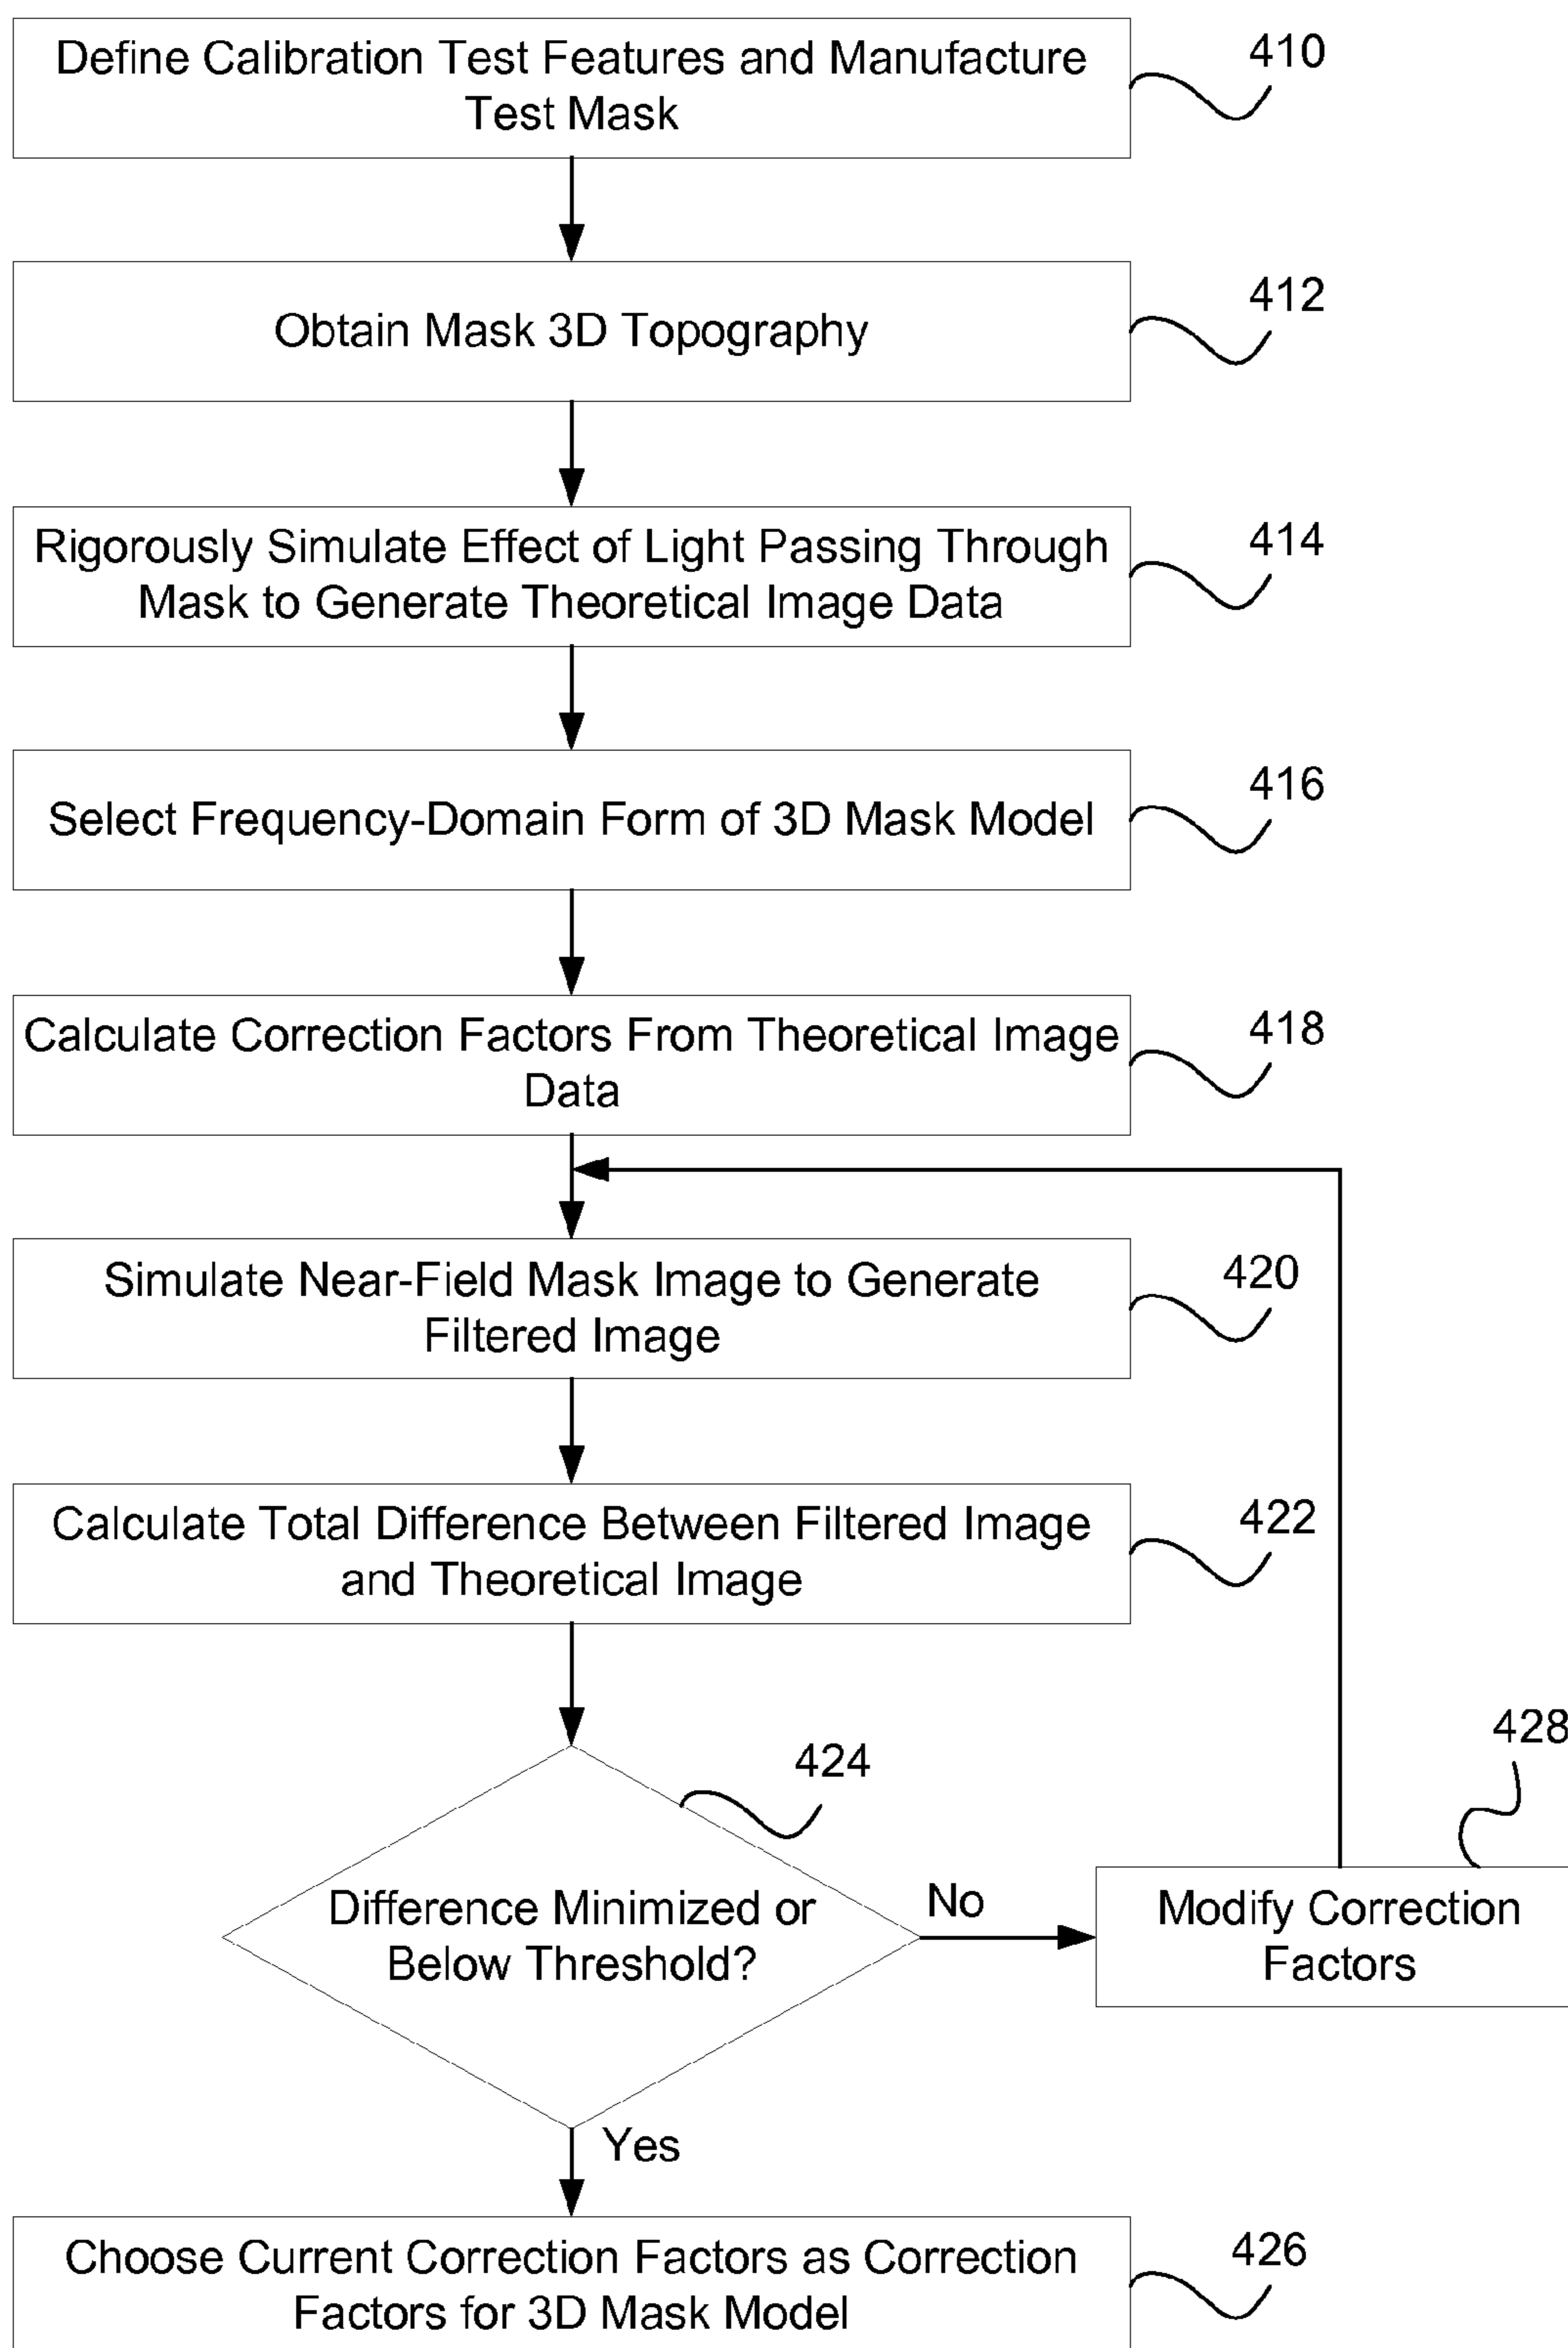 Define Calibration Test Features and Manufacture
Test Mask
410
Obtain Mask 3D Topography
412
Rigorously Simulate Effect of Light Passing Through
Mask to Generate Theoretical Image Data
414
Select Frequency-Domain Form of 3D Mask Model
416
Calculate Correction Factors From Theoretical Image
Data
418
Simulate Near-Field Mask Image to Generate
Filtered Image
420
Calculate Total Difference Between Filtered Image
and Theoretical Image
422
Difference Minimized or
Below Threshold?
424
No
Modify Correction
Factors
428
Yes
Choose Current Correction Factors as Correction
Factors for 3D Mask Model
426